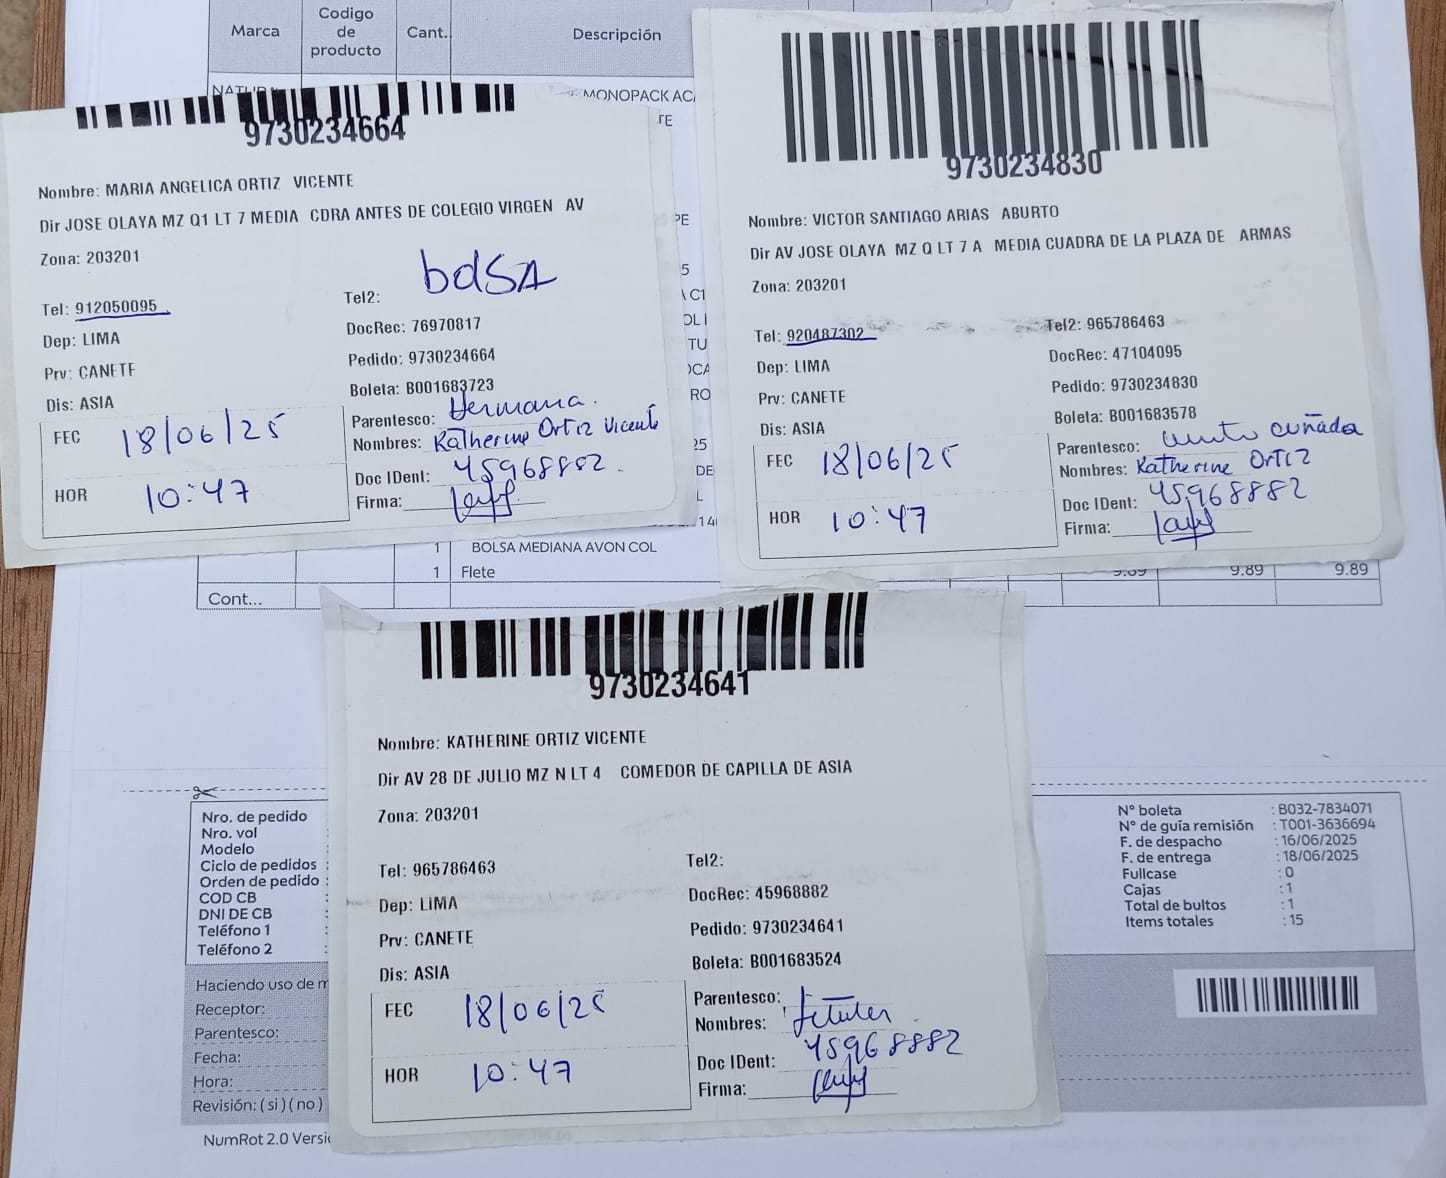 Marca
Codigo de producto
Cant.
Descripción
MONOPACK
TE
9730234664
Nombre: MARIA ANGELICA ORTIZ VICENTE
Dir JOSE OLAYA MZ Q1 LT 7 MEDIA CDRA ANTES DE COLEGIO VIRGEN AV
Zona: 203201
bolsa
Tel: 912050095
Tel2:
Dep: LIMA
DocRec: 76970817
Prv: CANETE
Pedido: 9730234664
Dis: ASIA
Boleta: B001683723
Parentesco: Hermana.
FEC 18/06/25
Nombres: Katherine Ortiz Vicente
Doc IDent: 45968882
HOR 10:47
Firma:
9730234830
Nombre: VICTOR SANTIAGO ARIAS ABURTO
Dir AV JOSE OLAYA MZ Q LT 7 A MEDIA CUADRA DE LA PLAZA DE ARMAS
Zona: 203201
Tel: 920487302
Tel2: 965786463
Dep: LIMA
DocRec: 47104095
Prv: CANETE
Pedido: 9730234830
Dis: ASIA
Boleta: B001683578
Parentesco: cuñada
FEC 18/06/25
Nombres: Katherine Ortiz
Doc IDent: 45968882
HOR 10:47
Firma:
1 BOLSA MEDIANA AVON COL
1 Flete 9.89 9.89 9.89
Cont...
9730234641
Nombre: KATHERINE ORTIZ VICENTE
Dir AV 28 DE JULIO MZ N LT 4 COMEDOR DE CAPILLA DE ASIA
Zona: 203201
Tel: 965786463
Tel2:
Dep: LIMA
DocRec: 45968882
Prv: CANETE
Pedido: 9730234641
Dis: ASIA
Boleta: B001683524
FEC 18/06/25
Parentesco:
Nombres: Titular
Doc IDent: 45968882
HOR 10:47
Firma:
Nro. de pedido
Nro. val :
Modelo :
Ciclo de pedidos :
Orden de pedido :
COD CB :
DNI DE CB :
Teléfono 1 :
Teléfono 2 :
N° boleta : B032-7834071
N° de guía remisión : T001-3636694
F. de despacho : 16/06/2025
F. de entrega : 18/06/2025
Fullcase : 0
Cajas : 1
Total de bultos : 1
Items totales : 15
Haciendo uso de
Receptor:
Parentesco:
Fecha:
Hora:
Revisión: ( si ) ( no )
NumRot 2.0